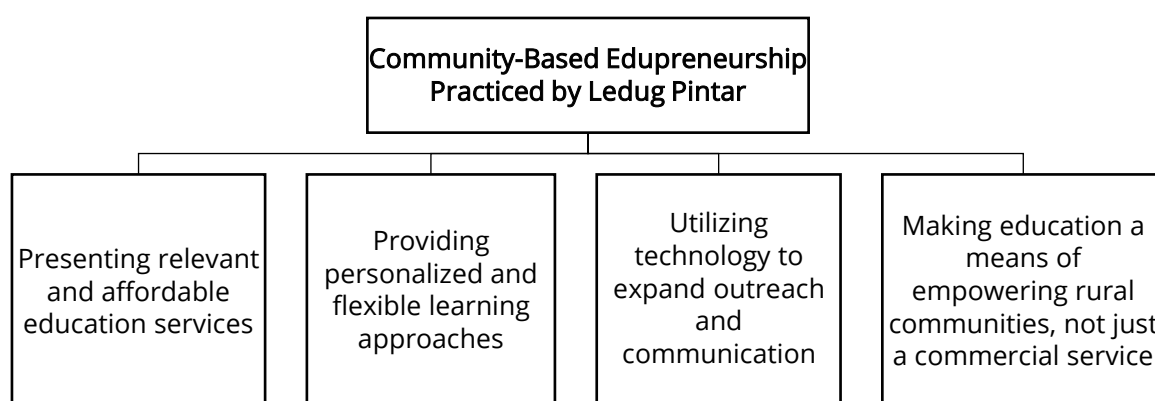 Community-Based Edupreneurship
Practiced by Ledug Pintar
Presenting relevant
and affordable
education services
Providing
personalized and
flexible learning
approaches
Utilizing
technology to
expand outreach
and
communication
Making education a
means of
empowering rural
communities, not just
a commercial service